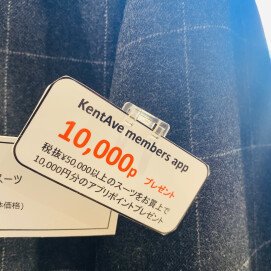 KentAve members app
10,000p プレゼント
税抜¥50,000以上のスーツをお買上で
10,000円分のアプリポイントプレゼント
スーツ
体価格)